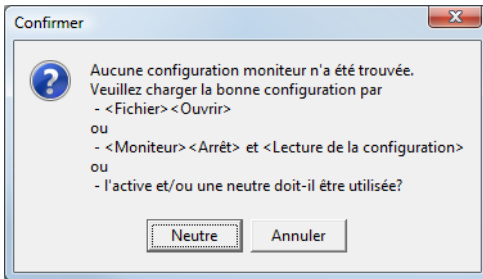 Confirmer
Aucune configuration moniteur n'a été trouvée.
Veuillez charger la bonne configuration par
- <Fichier><Ouvrir>
ou
- <Moniteur><Arrêt> et <Lecture de la configuration>
ou
- l'active et/ou une neutre doit-il être utilisée?
Neutre Annuler